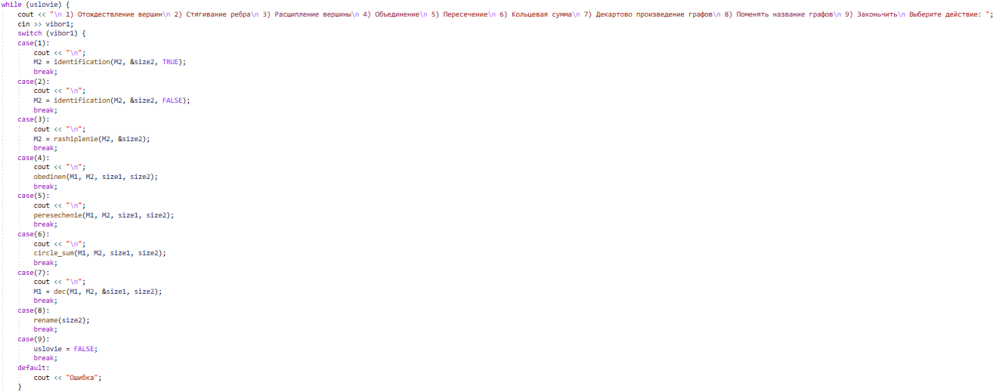 while (uslovie) {
cout << "\n 1) Отождествление вершин\n 2) Стягивание ребра\n 3) Расщипление вершины\n 4) Объединение\n 5) Пересечение\n 6) Кольцевая сумма\n 7) Декартово произведение графов\n 8) Поменять название графов\n 9) Законьчить\n Выберите действие: ";
cin >> vibor1;
switch (vibor1) {
case(1):
cout << "\n";
M2 = identification(M2, &size2, TRUE);
break;
case(2):
cout << "\n";
M2 = identification(M2, &size2, FALSE);
break;
case(3):
cout << "\n";
M2 = rashiplenie(M2, &size2);
break;
case(4):
cout << "\n";
obedinen(M1, M2, size1, size2);
break;
case(5):
cout << "\n";
peresechenie(M1, M2, size1, size2);
break;
case(6):
cout << "\n";
circle_sum(M1, M2, size1, size2);
break;
case(7):
cout << "\n";
M1 = dec(M1, M2, &size1, size2);
break;
case(8):
rename(size2);
break;
case(9):
uslovie = FALSE;
break;
default:
cout << "Ошибка";
}